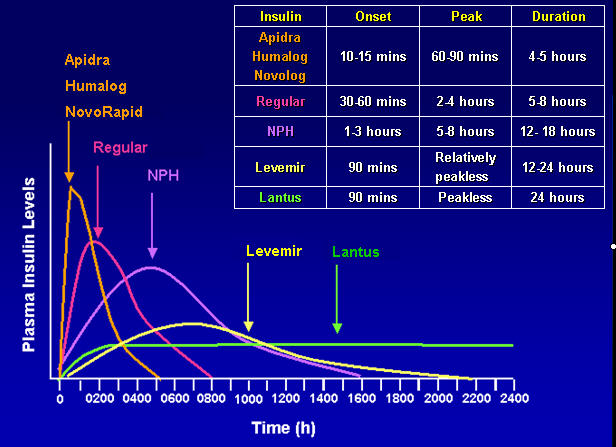 Insulin Onset Peak Duration
Apidra
Humalog
Novolog
10-15 mins 60-90 mins 4-5 hours
Regular 30-60 mins 2-4 hours 5-8 hours
NPH 1-3 hours 5-8 hours 12- 18 hours
Levemir 90 mins Relatively
peakless
12-24 hours
Lantus 90 mins Peakless 24 hours
Apidra
Humalog
NovoRapid
Regular
NPH
Levemir Lantus
Plasma Insulin Levels
0 0200 0400 0600 0800 1000 1200 1400 1600 1800 2000 2200 2400
Time (h)